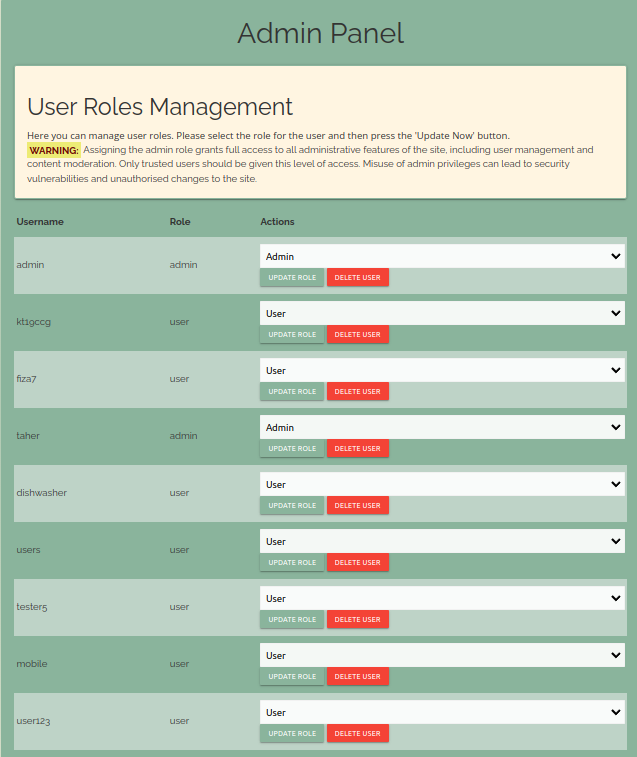 Admin Panel
User Roles Management
Here you can manage user roles. Please select the role for the user and then press the 'Update Now' button.
WARNING: Assigning the admin role grants full access to all administrative features of the site, including user management and
content moderation. Only trusted users should be given this level of access. Misuse of admin privileges can lead to security
vulnerabilities and unauthorised changes to the site.
Username Role Actions
admin admin Admin
UPDATE ROLE DELETE USER
kt19ccg user User
UPDATE ROLE DELETE USER
fiza7 user User
UPDATE ROLE DELETE USER
taher admin Admin
UPDATE ROLE DELETE USER
dishwasher user User
UPDATE ROLE DELETE USER
users user User
UPDATE ROLE DELETE USER
tester5 user User
UPDATE ROLE DELETE USER
mobile user User
UPDATE ROLE DELETE USER
user123 user User
UPDATE ROLE DELETE USER